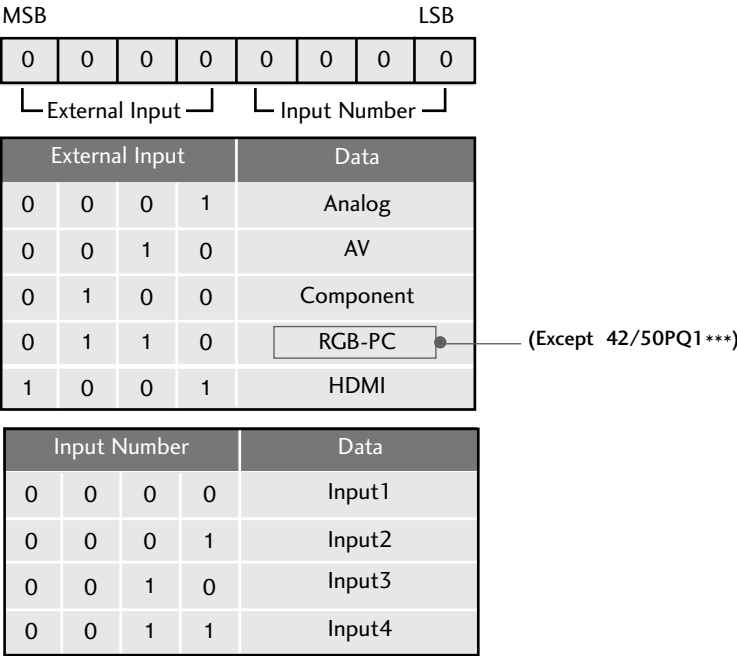 MSB LSB
0 0 0 0 0 0 0 0
External Input Input Number
External Input Data
0 0 0 1 Analog
0 0 1 0 AV
0 1 0 0 Component
0 1 1 0 RGB-PC (Except 42/50PQ1***)
1 0 0 1 HDMI
Input Number Data
0 0 0 0 Input1
0 0 0 1 Input2
0 0 1 0 Input3
0 0 1 1 Input4